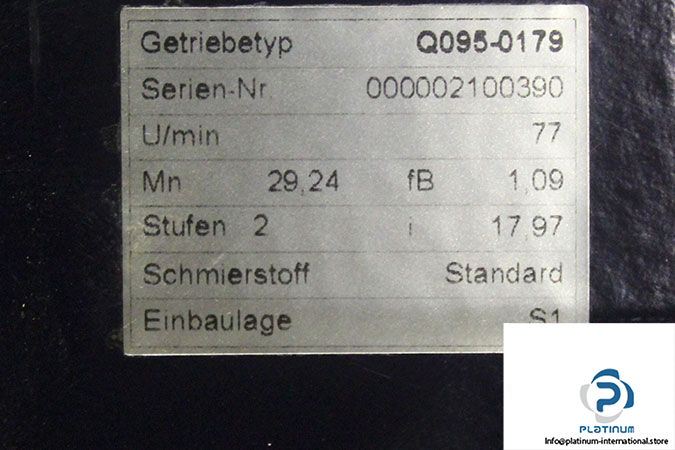 Getriebetyp Q095-0179
Serien-Nr 000002100390
U/min 77
Mn 29,24 fB 1,09
Stufen 2 i 17,97
Schmierstoff Standard
Einbaulage S1
PLATINUM
Info@platinum-international.store